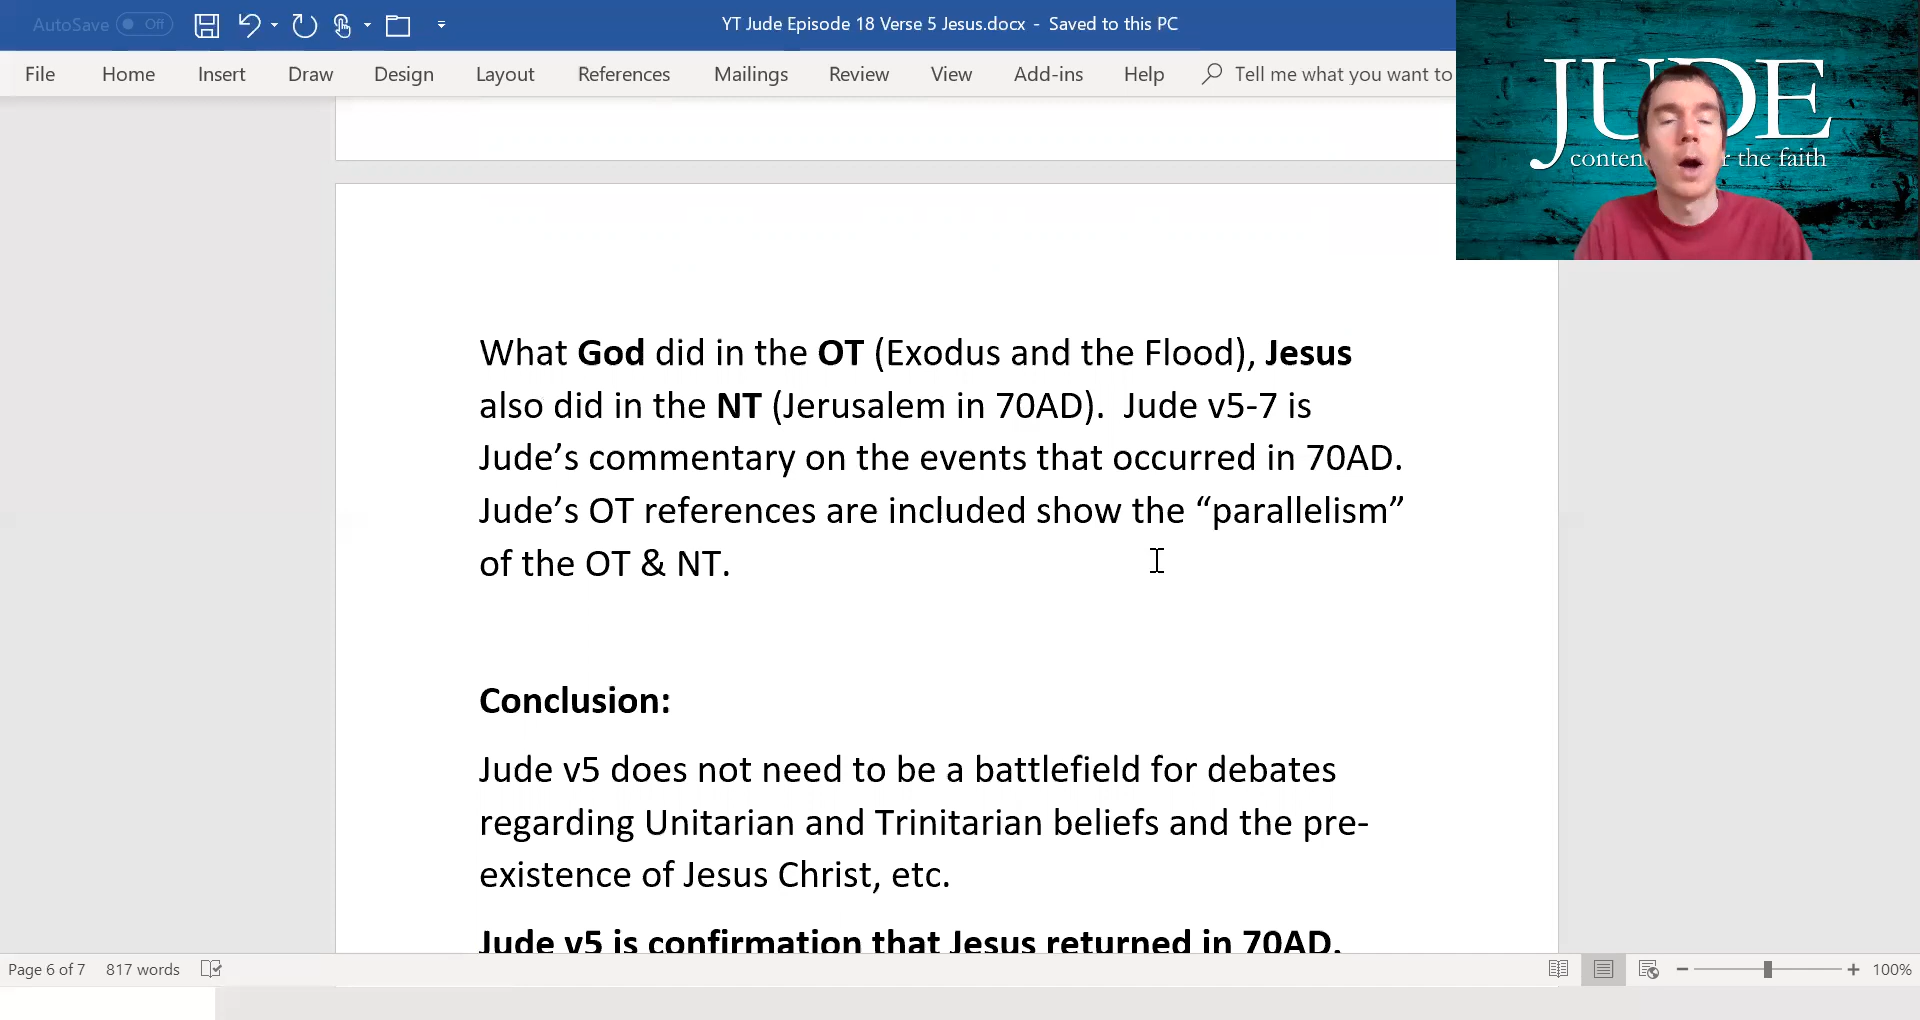 AutoSave Off
YT Jude Episode 18 Verse 5 Jesus.docx - Saved to this PC
File Home Insert Draw Design Layout References Mailings Review View Add-ins Help Tell me what you want to
JUDE
conten r the faith
What God did in the OT (Exodus and the Flood), Jesus
also did in the NT (Jerusalem in 70AD). Jude v5-7 is
Jude’s commentary on the events that occurred in 70AD.
Jude’s OT references are included show the “parallelism”
of the OT & NT.
Conclusion:
Jude v5 does not need to be a battlefield for debates
regarding Unitarian and Trinitarian beliefs and the pre-
existence of Jesus Christ, etc.
Jude v5 is confirmation that Jesus returned in 70AD.
Page 6 of 7 817 words 100%